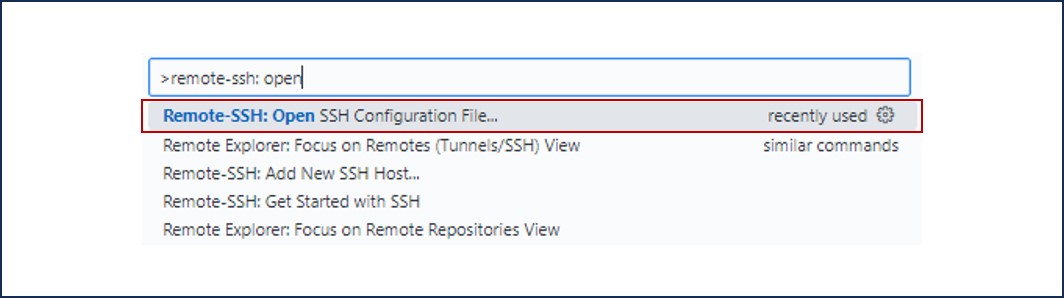 >remote-ssh: open
Remote-SSH: Open SSH Configuration File... recently used
Remote Explorer: Focus on Remotes (Tunnels/SSH) View similar commands
Remote-SSH: Add New SSH Host...
Remote-SSH: Get Started with SSH
Remote Explorer: Focus on Remote Repositories View